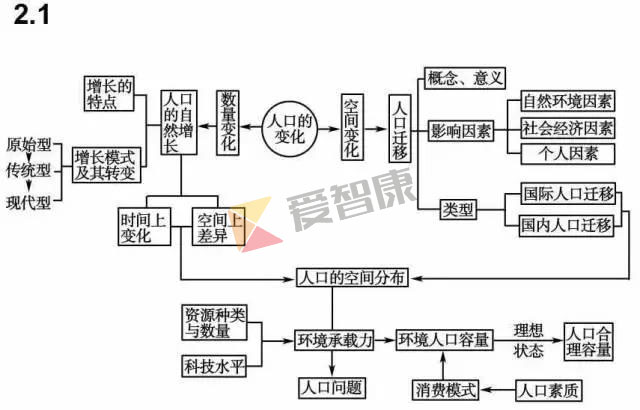 2.1
增长的
特点
人口
的自
然增
长
数量变化
人口的
变化
空间变化
人口迁移
概念、意义
影响因素
自然环境因素
社会经济因素
个人因素
原始型
传统型
现代型
增长模式
及其转变
类型
国际人口迁移
国内人口迁移
时间上
变化
空间上
差异
爱智康
人口的空间分布
资源种类
与数量
科技水平
环境承载力
环境人口容量
理想
状态
人口合
理容量
人口问题
消费模式
人口素质